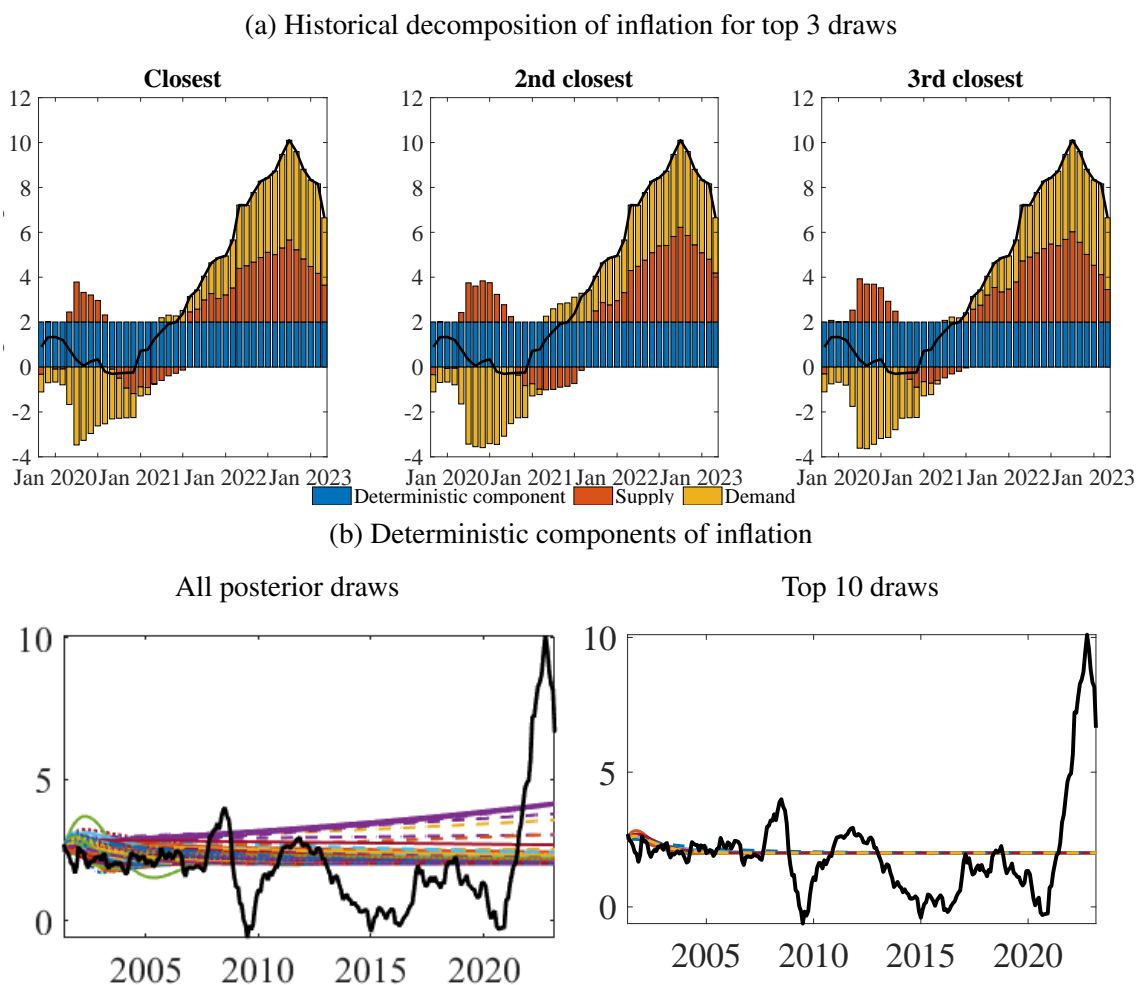 (a) Historical decomposition of inflation for top 3 draws
Closest 2nd closest 3rd closest
12 12 12
10 10 10
8 8 8
6 6 6
4 4 4
2 2 2
0 0 0
-2 -2 -2
-4 -4 -4
Jan 2020 Jan 2021 Jan 2022 Jan 2023 Jan 2020 Jan 2021 Jan 2022 Jan 2023 Jan 2020 Jan 2021 Jan 2022 Jan 2023
Deterministic component Supply Demand
(b) Deterministic components of inflation
All posterior draws Top 10 draws
10 10
5 5
0 0
2005 2010 2015 2020 2005 2010 2015 2020